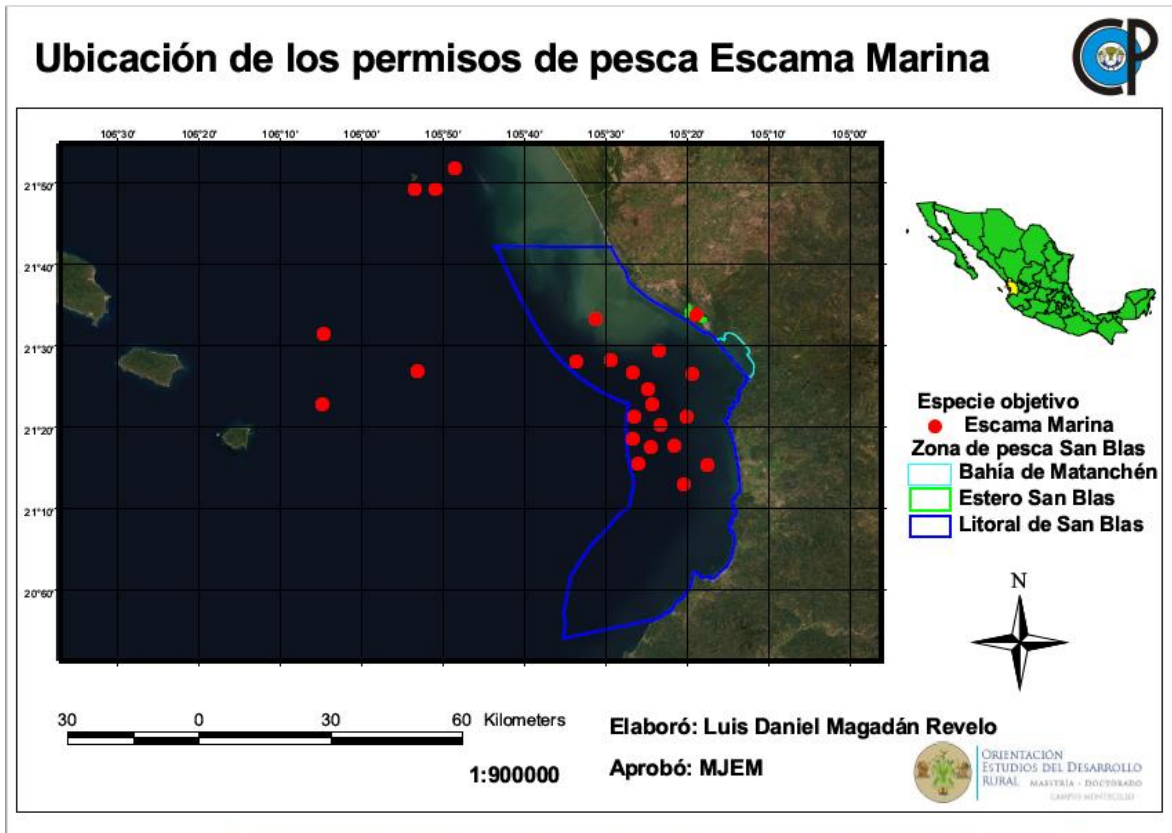 Ubicación de los permisos de pesca Escama Marina
105°30' 106°20' 106°10' 106°00' 105°50' 105°40' 105°30' 105°20' 105°10' 105°00'
21°50'
21°40'
21°30'
21°20'
21°10'
20°60'
Especie objetivo
Escama Marina
Zona de pesca San Blas
Bahía de Matanchén
Estero San Blas
Litoral de San Blas
N
30 0 30 60 Kilometers
1:900000
Elaboró: Luis Daniel Magadán Revelo
Aprobó: MJEM
ORIENTACIÓN
ESTUDIOS DEL DESARROLLO
RURAL MAESTRÍA - DOCTORADO
CAMPUS MONTECILLO